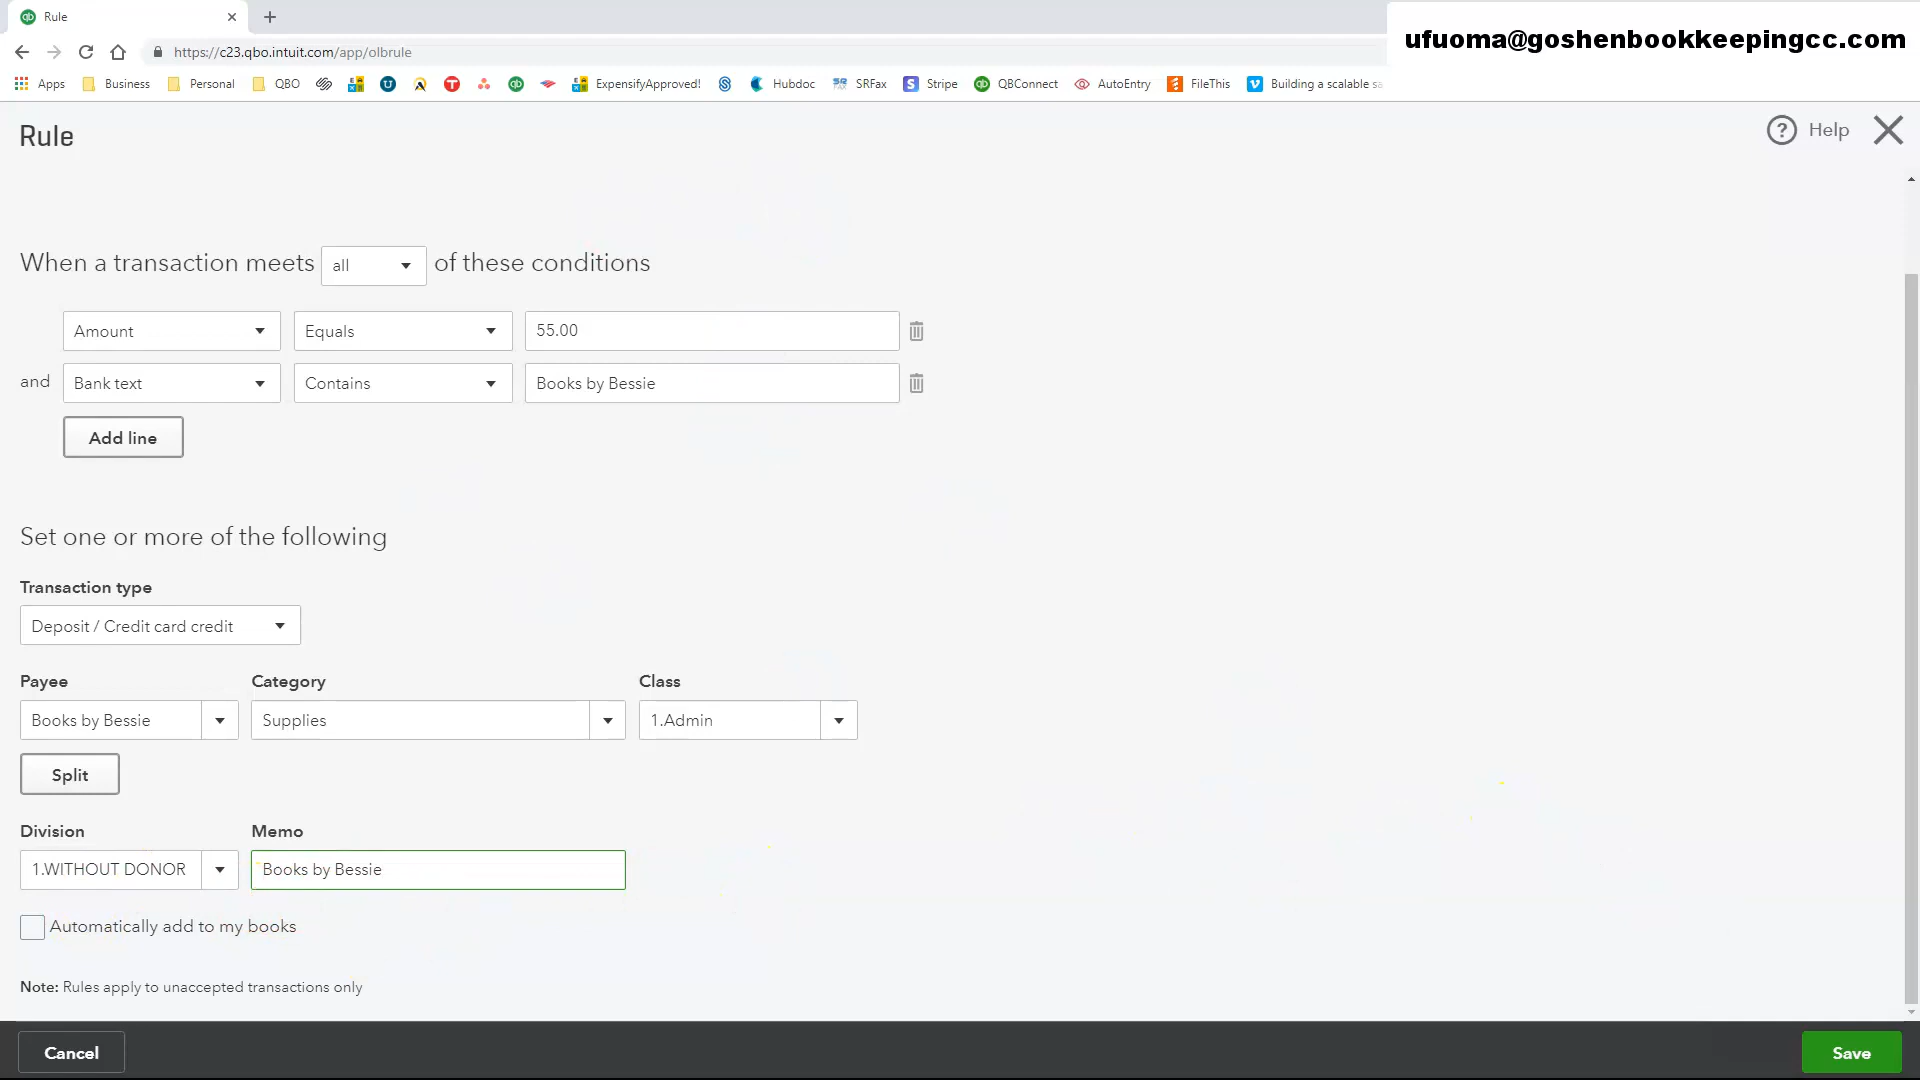 Rule
ufuoma@goshenbookkeepingcc.com
https://c23.qbo.intuit.com/app/olbrule
Apps Business Personal QBO ExpensifyApproved! Hubdoc SRFax Stripe QBConnect AutoEntry FileThis Building a scalable sa
Rule
Help
When a transaction meets all of these conditions
Amount Equals 55.00
and Bank text Contains Books by Bessie
Add line
Set one or more of the following
Transaction type
Deposit / Credit card credit
Payee Category Class
Books by Bessie Supplies 1.Admin
Split
Division Memo
1.WITHOUT DONOR Books by Bessie
Automatically add to my books
Note: Rules apply to unaccepted transactions only
Cancel Save